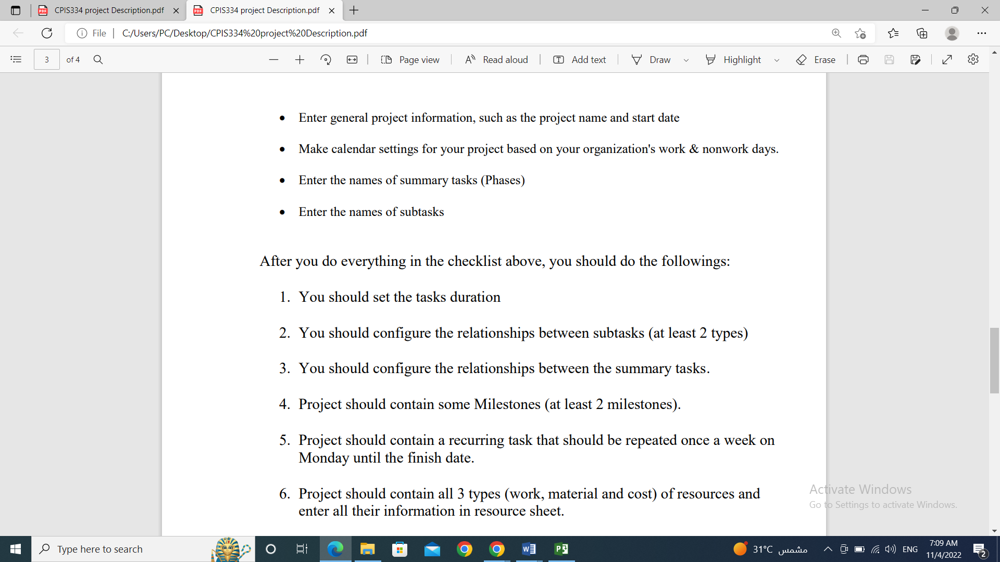 CPIS334 project Description.pdf
CPIS334 project Description.pdf
File
C:/Users/PC/Desktop/CPIS334%20project%20Description.pdf
3 of 4
Page view
Read aloud
Add text
Draw
Highlight
Erase
• Enter general project information, such as the project name and start date
• Make calendar settings for your project based on your organization's work & nonwork days.
• Enter the names of summary tasks (Phases)
• Enter the names of subtasks
After you do everything in the checklist above, you should do the followings:
1. You should set the tasks duration
2. You should configure the relationships between subtasks (at least 2 types)
3. You should configure the relationships between the summary tasks.
4. Project should contain some Milestones (at least 2 milestones).
5. Project should contain a recurring task that should be repeated once a week on
Monday until the finish date.
6. Project should contain all 3 types (work, material and cost) of resources and
enter all their information in resource sheet.
Activate Windows
Go to Settings to activate Windows.
Type here to search
31°C مشمس
ENG
7:09 AM
11/4/2022
2